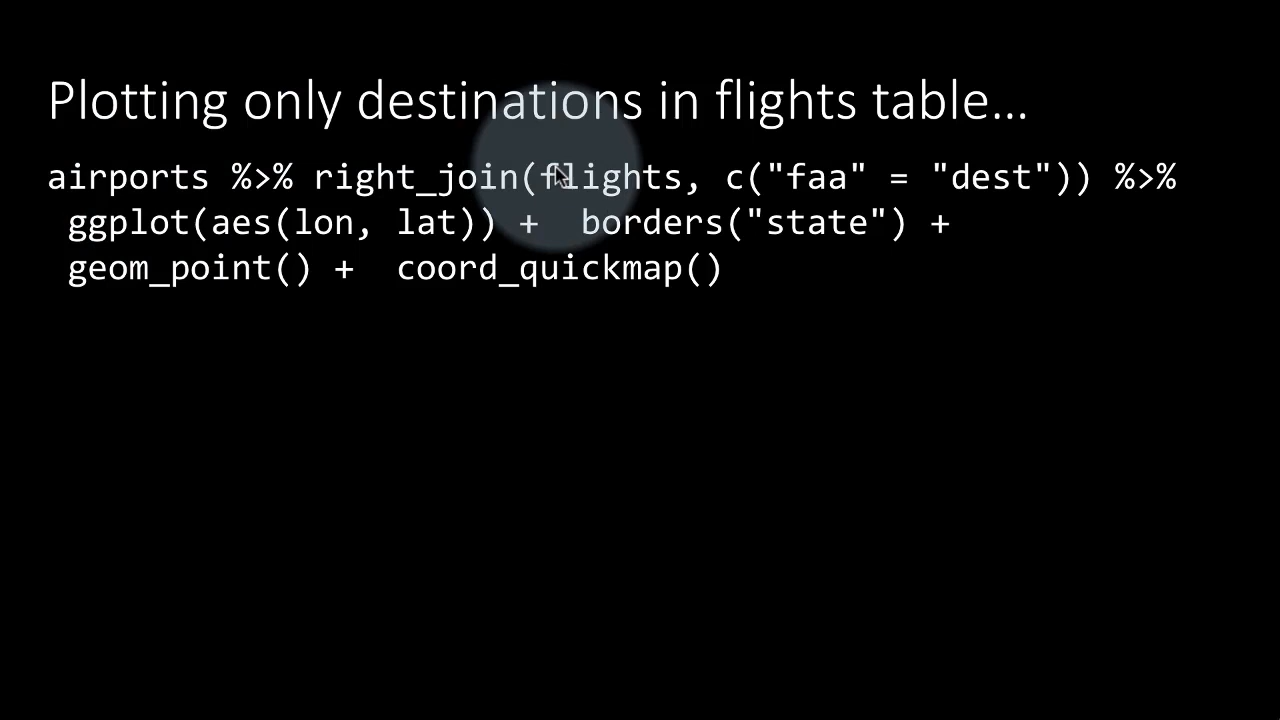 Plotting only destinations in flights table...
airports %>% right_join(flights, c("faa" = "dest")) %>%
ggplot(aes(lon, lat)) +  borders("state") +
geom_point() +  coord_quickmap()